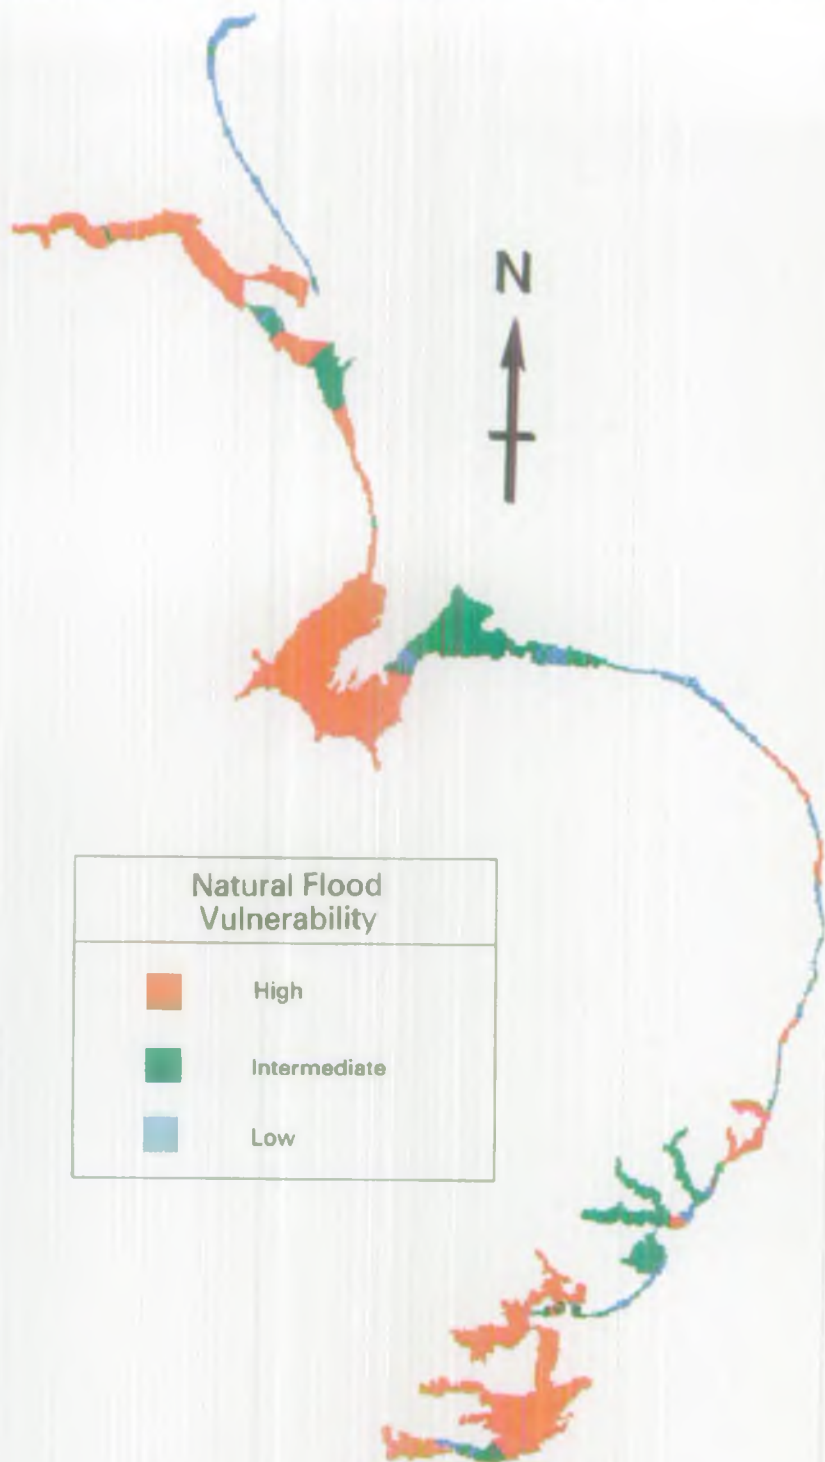 N
Natural Flood
Vulnerability
High
Intermediate
Low